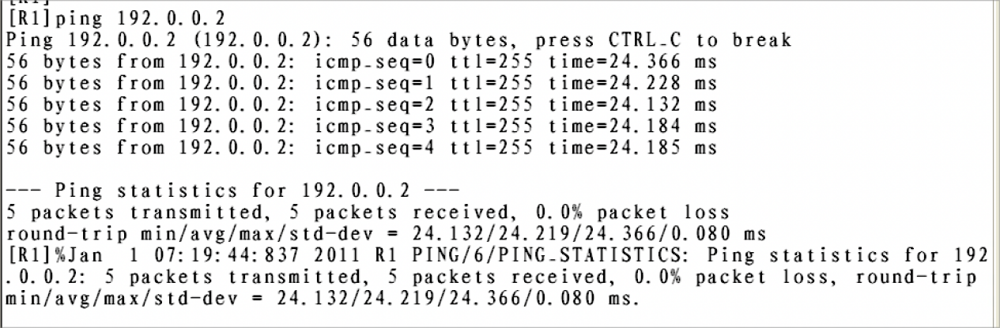 [R1]ping 192.0.0.2
Ping 192.0.0.2 (192.0.0.2): 56 data bytes, press CTRL_C to break
56 bytes from 192.0.0.2: icmp_seq=0 ttl=255 time=24.366 ms
56 bytes from 192.0.0.2: icmp_seq=1 ttl=255 time=24.228 ms
56 bytes from 192.0.0.2: icmp_seq=2 ttl=255 time=24.132 ms
56 bytes from 192.0.0.2: icmp_seq=3 ttl=255 time=24.184 ms
56 bytes from 192.0.0.2: icmp_seq=4 ttl=255 time=24.185 ms
--- Ping statistics for 192.0.0.2 ---
5 packets transmitted, 5 packets received, 0.0% packet loss
round-trip min/avg/max/std-dev = 24.132/24.219/24.366/0.080 ms
[R1]%Jan  1 07:19:44:837 2011 R1 PING/6/PING_STATISTICS: Ping statistics for 192
.0.0.2: 5 packets transmitted, 5 packets received, 0.0% packet loss, round-trip
min/avg/max/std-dev = 24.132/24.219/24.366/0.080 ms.